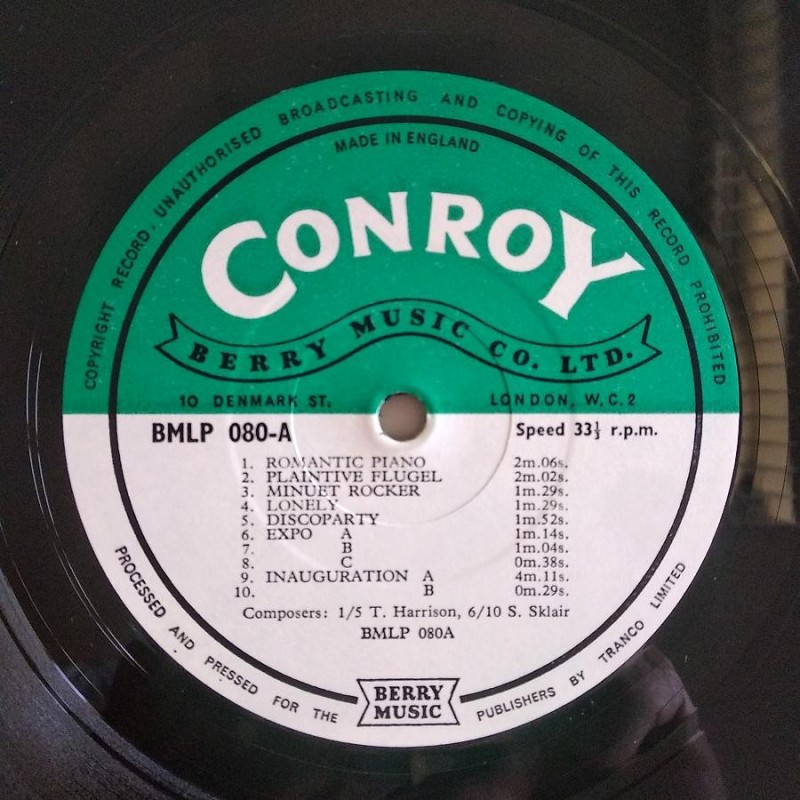 COPYRIGHT RECORD. UNAUTHORISED BROADCASTING AND COPYING OF THIS RECORD PROHIBITED
MADE IN ENGLAND
CONROY
BERRY MUSIC CO. LTD.
10 DENMARK ST. LONDON, W.C.2
BMLP 080-A Speed 33⅓ r.p.m.
1. ROMANTIC PIANO 2m.06s.
2. PLAINTIVE FLUGEL 2m.02s.
3. MINUET ROCKER 1m.29s.
4. LONELY 1m.29s.
5. DISCOPARTY 1m.52s.
6. EXPO A 1m.14s.
7. B 1m.04s.
8. C 0m.38s.
9. INAUGURATION A 4m.11s.
10. B 0m.29s.
Composers: 1/5 T. Harrison, 6/10 S. Sklair
BMLP 080A
PROCESSED AND PRESSED FOR THE PUBLISHERS BY TRANCO LIMITED
BERRY
MUSIC